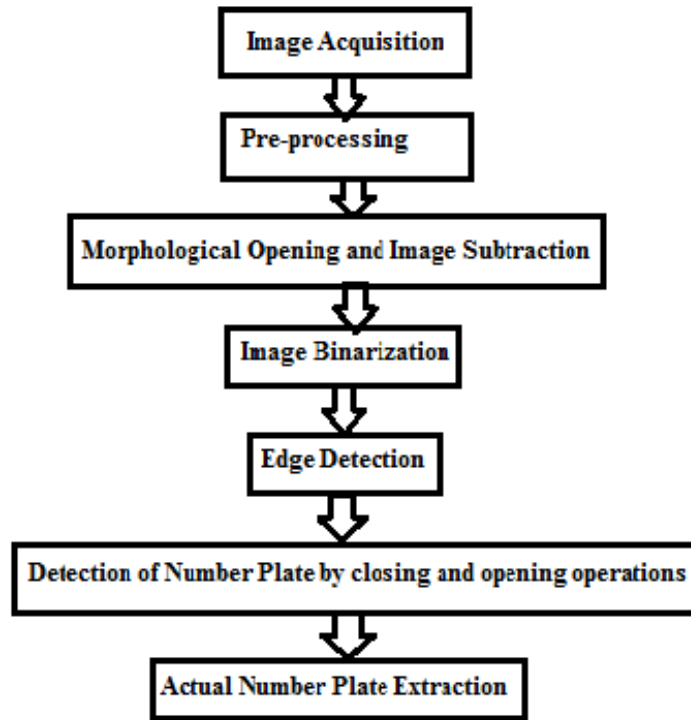 Image Acquisition
Pre-processing
Morphological Opening and Image Subtraction
Image Binarization
Edge Detection
Detection of Number Plate by closing and opening operations
Actual Number Plate Extraction